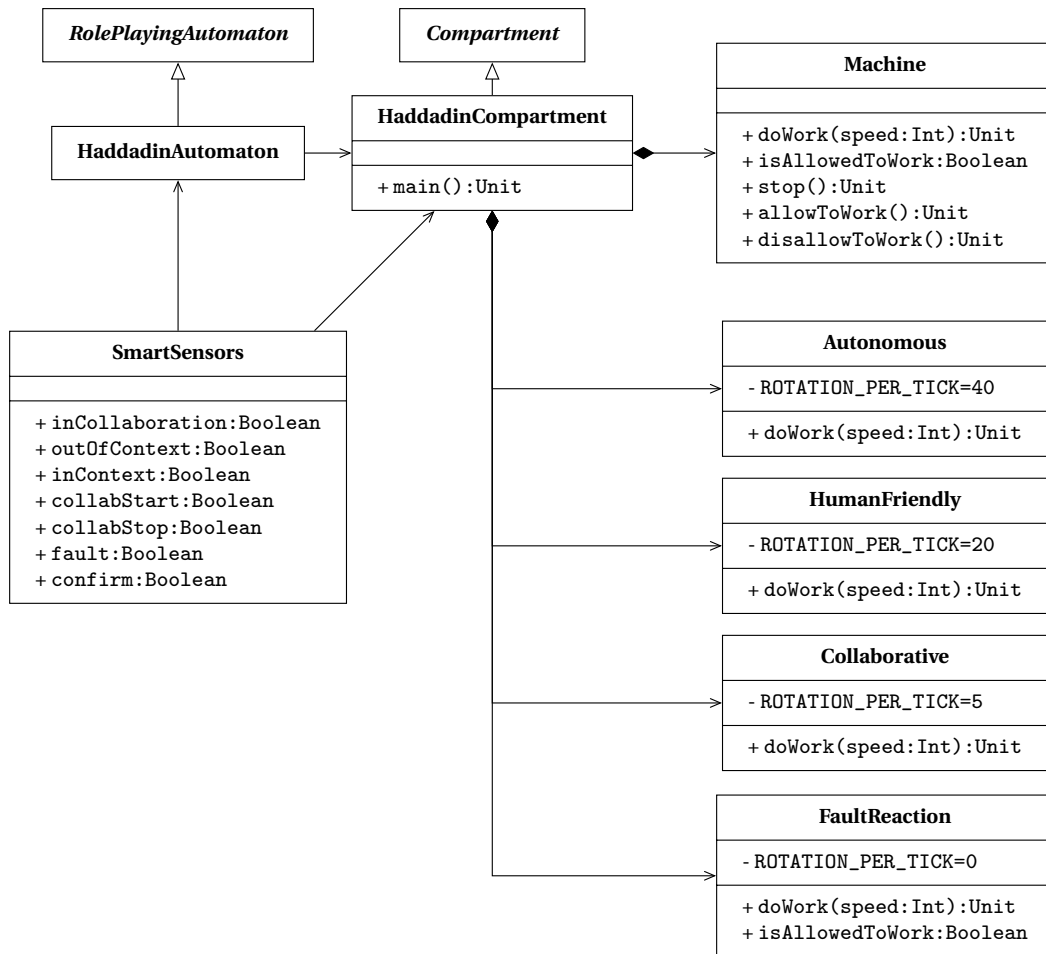 RolePlayingAutomaton
Compartment
HaddadinAutomaton
HaddadinCompartment
+ main():Unit
Machine
+ doWork(speed:Int):Unit
+ isAllowedToWork:Boolean
+ stop():Unit
+ allowToWork():Unit
+ disallowToWork():Unit
SmartSensors
+ inCollaboration:Boolean
+ outOfContext:Boolean
+ inContext:Boolean
+ collabStart:Boolean
+ collabStop:Boolean
+ fault:Boolean
+ confirm:Boolean
Autonomous
- ROTATION_PER_TICK=40
+ doWork(speed:Int):Unit
HumanFriendly
- ROTATION_PER_TICK=20
+ doWork(speed:Int):Unit
Collaborative
- ROTATION_PER_TICK=5
+ doWork(speed:Int):Unit
FaultReaction
- ROTATION_PER_TICK=0
+ doWork(speed:Int):Unit
+ isAllowedToWork:Boolean